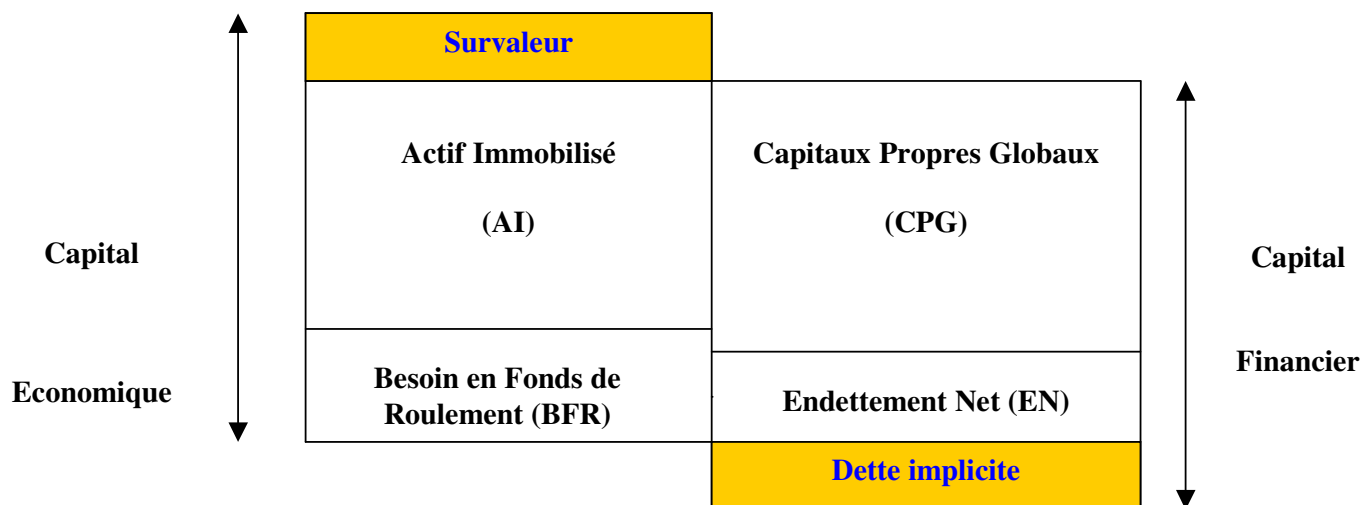 Survaleur
Actif Immobilisé
(AI)
Capitaux Propres Globaux
(CPG)
Capital
Economique
Capital
Financier
Besoin en Fonds de
Roulement (BFR)
Endettement Net (EN)
Dette implicite